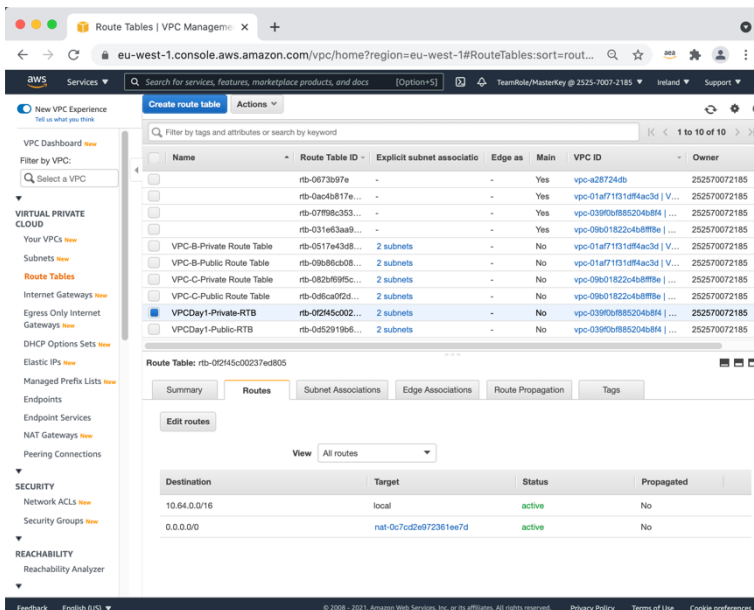 Route Tables | VPC Manageme
eu-west-1.console.aws.amazon.com/vpc/home?region=eu-west-1#RouteTables:sort=rout...
aws Services Search for services, features, marketplace products, and docs [Option+S] TeamRole/MasterKey @ 2525-7007-2185 Ireland Support
New VPC Experience
Tell us what you think
VPC Dashboard New
Filter by VPC:
Select a VPC
VIRTUAL PRIVATE
CLOUD
Your VPCs New
Subnets New
Route Tables
Internet Gateways New
Egress Only Internet
Gateways New
DHCP Options Sets New
Elastic IPs New
Managed Prefix Lists New
Endpoints
Endpoint Services
NAT Gateways New
Peering Connections
SECURITY
Network ACLs New
Security Groups New
REACHABILITY
Reachability Analyzer
Create route table Actions
Filter by tags and attributes or search by keyword 1 to 10 of 10
Name Route Table ID Explicit subnet associatio Edge as Main VPC ID Owner
rtb-0673b97e - - Yes vpc-a28724db 252570072185
rtb-0ac4b817e... - - Yes vpc-01af71f31dff4ac3d | V... 252570072185
rtb-07ff98c353... - - Yes vpc-039f0bf885204b8f4 | ... 252570072185
rtb-031e63aa9... - - Yes vpc-09b01822c4b8fff8e | ... 252570072185
VPC-B-Private Route Table rtb-0517e43d8... 2 subnets - No vpc-01af71f31dff4ac3d | V... 252570072185
VPC-B-Public Route Table rtb-09b86cb08... 2 subnets - No vpc-01af71f31dff4ac3d | V... 252570072185
VPC-C-Private Route Table rtb-082bf69f5c... 2 subnets - No vpc-09b01822c4b8fff8e | ... 252570072185
VPC-C-Public Route Table rtb-0d6ca0f2d... 2 subnets - No vpc-09b01822c4b8fff8e | ... 252570072185
VPCDay1-Private-RTB rtb-0f2f45c002... 2 subnets - No vpc-039f0bf885204b8f4 | ... 252570072185
VPCDay1-Public-RTB rtb-0d52919b6... 2 subnets - No vpc-039f0bf885204b8f4 | ... 252570072185
Route Table: rtb-0f2f45c00237ed805
Summary Routes Subnet Associations Edge Associations Route Propagation Tags
Edit routes
View All routes
Destination Target Status Propagated
10.64.0.0/16 local active No
0.0.0.0/0 nat-0c7cd2e972361ee7d active No
Feedback English (US) © 2008 - 2021, Amazon Web Services, Inc. or its affiliates. All rights reserved. Privacy Policy Terms of Use Cookie preferences